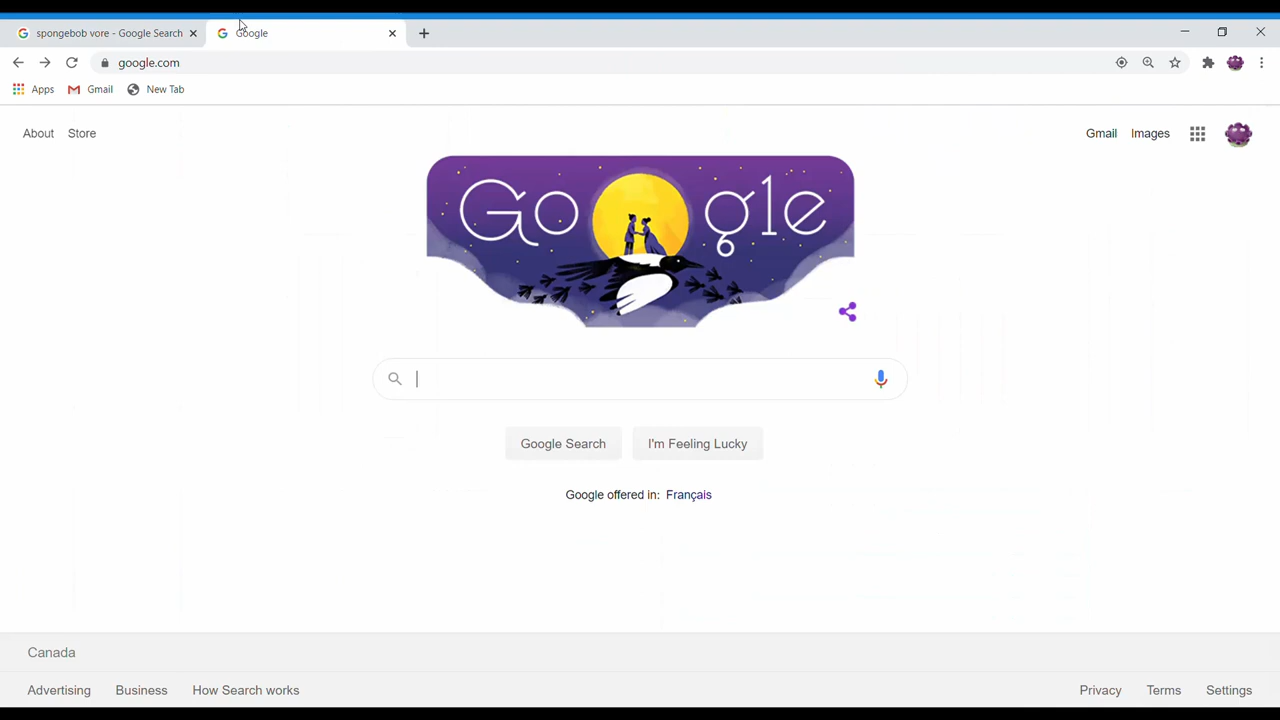 spongebob vore - Google Search
Google
google.com
Apps
Gmail
New Tab
About
Store
Gmail
Images
Google
Google Search
I'm Feeling Lucky
Google offered in: Français
Canada
Advertising
Business
How Search works
Privacy
Terms
Settings